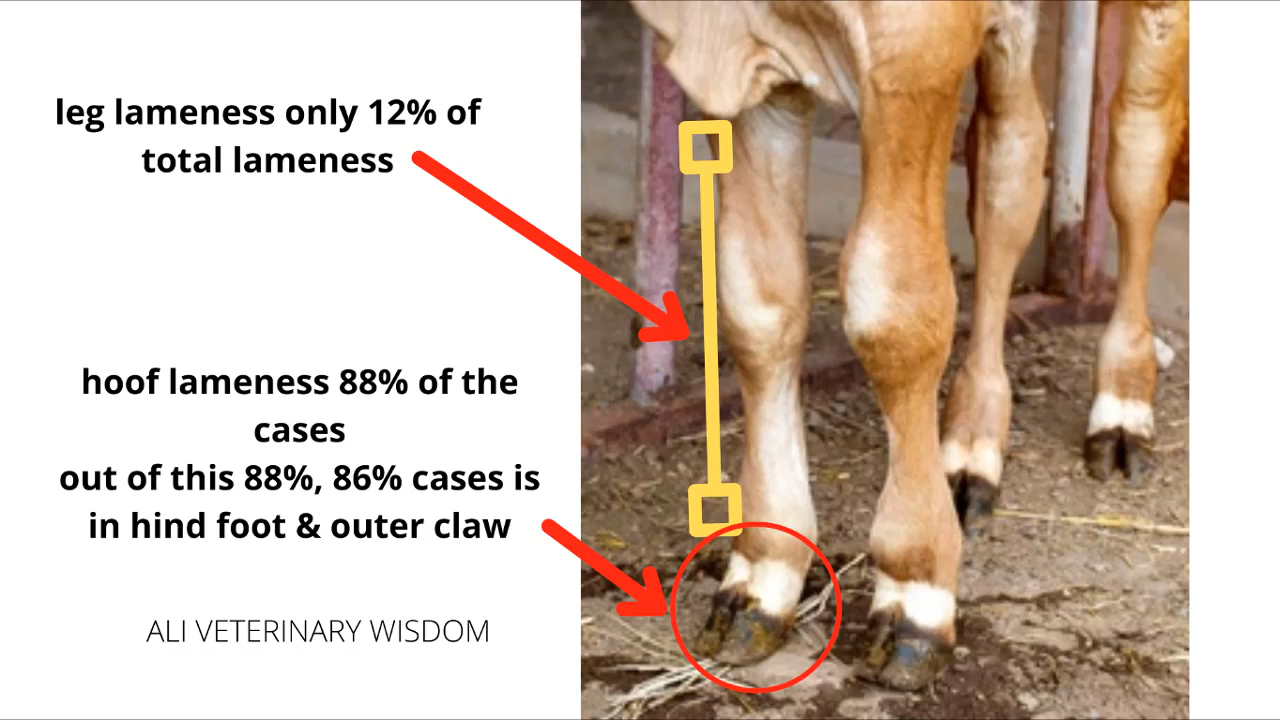 leg lameness only 12% of
total lameness
hoof lameness 88% of the
cases
out of this 88%, 86% cases is
in hind foot & outer claw
ALI VETERINARY WISDOM